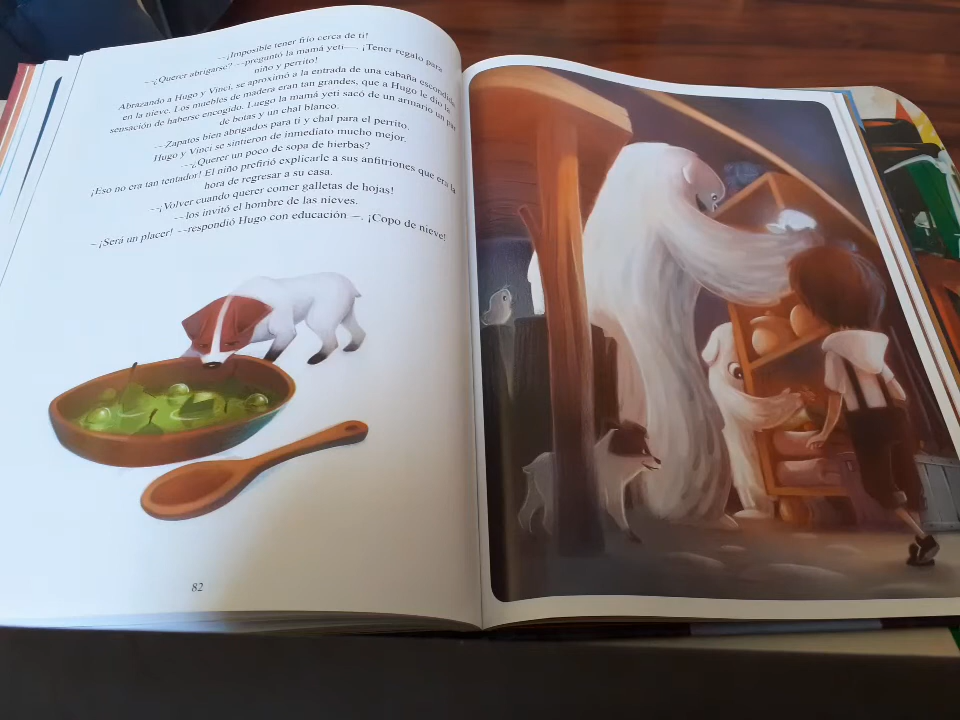 --¡Imposible tener frío cerca de ti!
--¿Querer abrigarse? --preguntó la mamá yeti—. ¡Tener regalo para
niño y perrito!
Abrazando a Hugo y Vinci, se aproximó a la entrada de una cabaña escondida
en la nieve. Los muebles de madera eran tan grandes, que a Hugo le dio la
sensación de haberse encogido. Luego la mamá yeti sacó de un armario un par
de botas y un chal blanco.
--Zapatos bien abrigados para ti y chal para el perrito.
Hugo y Vinci se sintieron de inmediato mucho mejor.
--¿Querer un poco de sopa de hierbas?
¡Eso no era tan tentador! El niño prefirió explicarle a sus anfitriones que era la
hora de regresar a su casa.
--¡Volver cuando querer comer galletas de hojas!
--los invitó el hombre de las nieves.
–¡Será un placer! --respondió Hugo con educación —. ¡Copo de nieve!
82